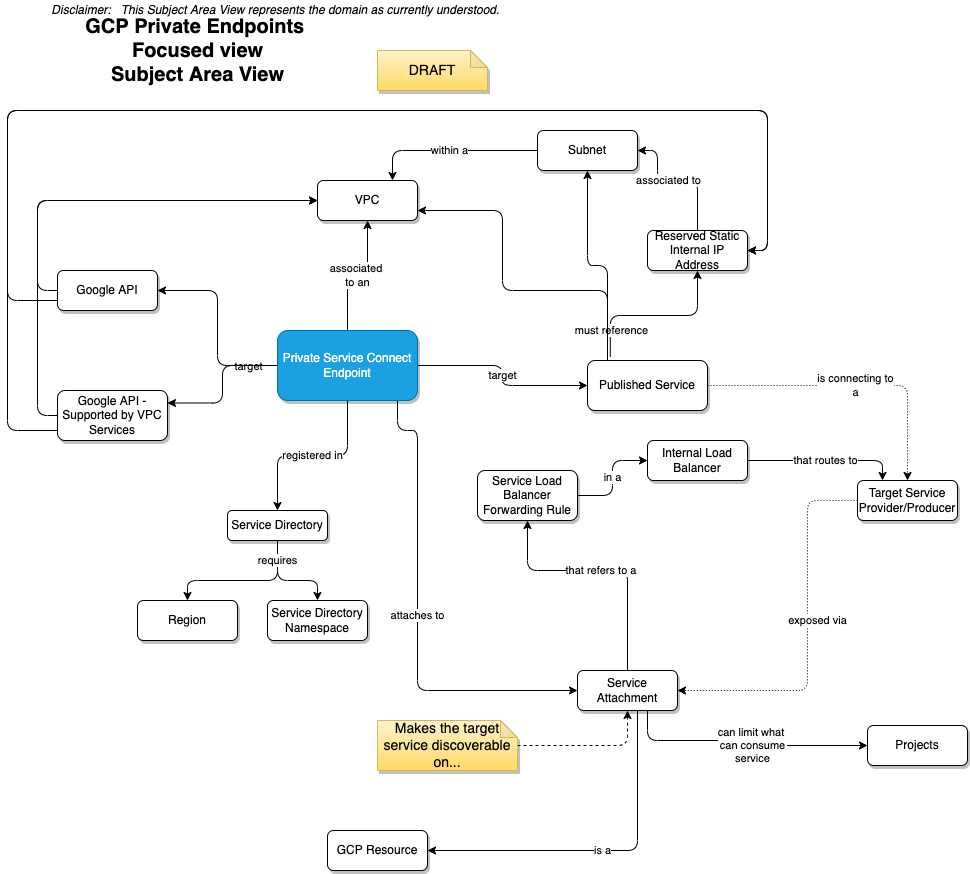 Disclaimer: This Subject Area View represents the domain as currently understood.
GCP Private Endpoints
Focused view
Subject Area View
DRAFT
within a
Subnet
associated to
VPC
Reserved Static
Internal IP
Address
associated
to an
Google API
must reference
target
Private Service Connect
Endpoint
target
Published Service
is connecting to
a
Google API -
Supported by VPC
Services
registered in
Internal Load
Balancer
that routes to
Service Load
Balancer
Forwarding Rule
in a
Target Service
Provider/Producer
Service Directory
requires
that refers to a
Region
Service Directory
Namespace
attaches to
exposed via
Service
Attachment
Makes the target
service discoverable
on...
can limit what
can consume
service
Projects
GCP Resource
is a